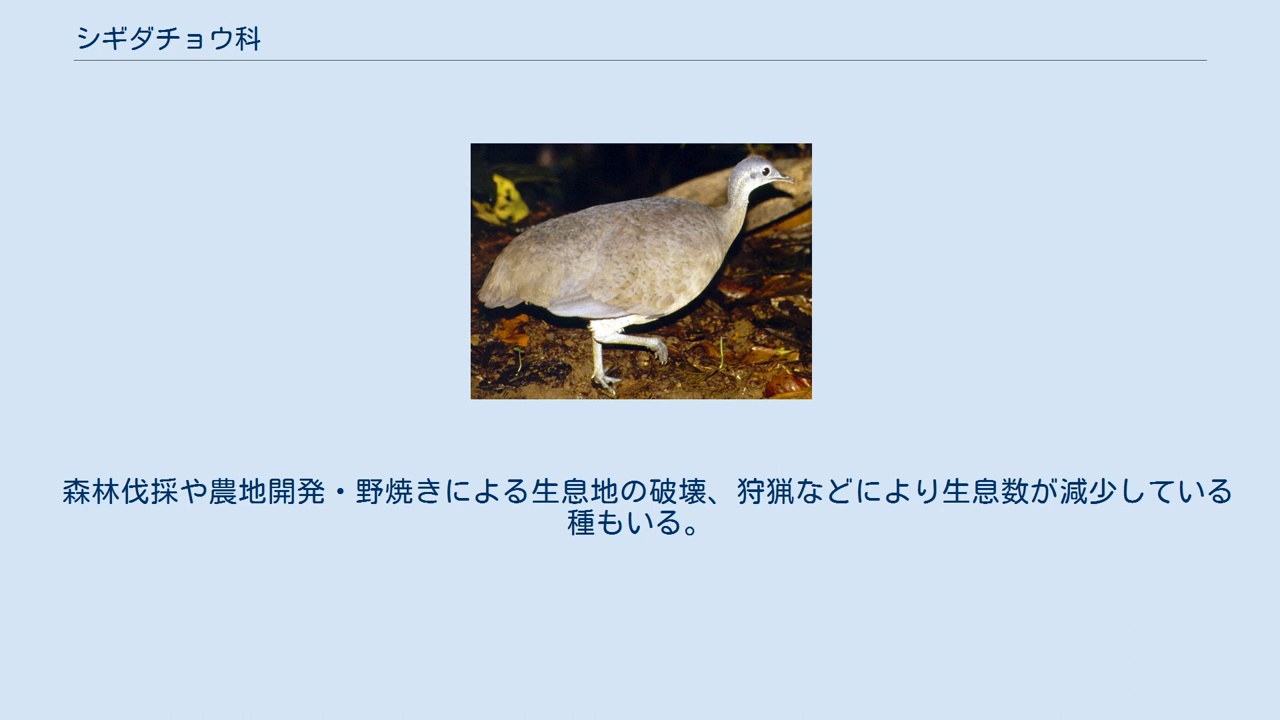 シギダチョウ科
森林伐採や農地開発・野焼きによる生息地の破壊、狩猟などにより生息数が減少している
種もいる。